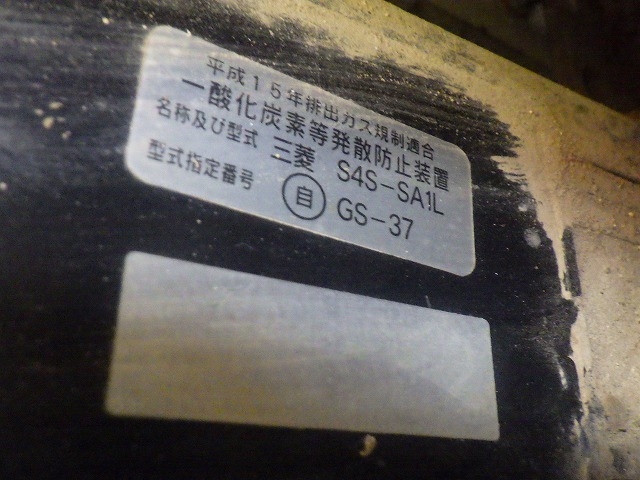 平成15年排出ガス規制適合
一酸化炭素等発散防止装置
名称及び型式 三菱 S4S-SA1L
型式指定番号 自 GS-37